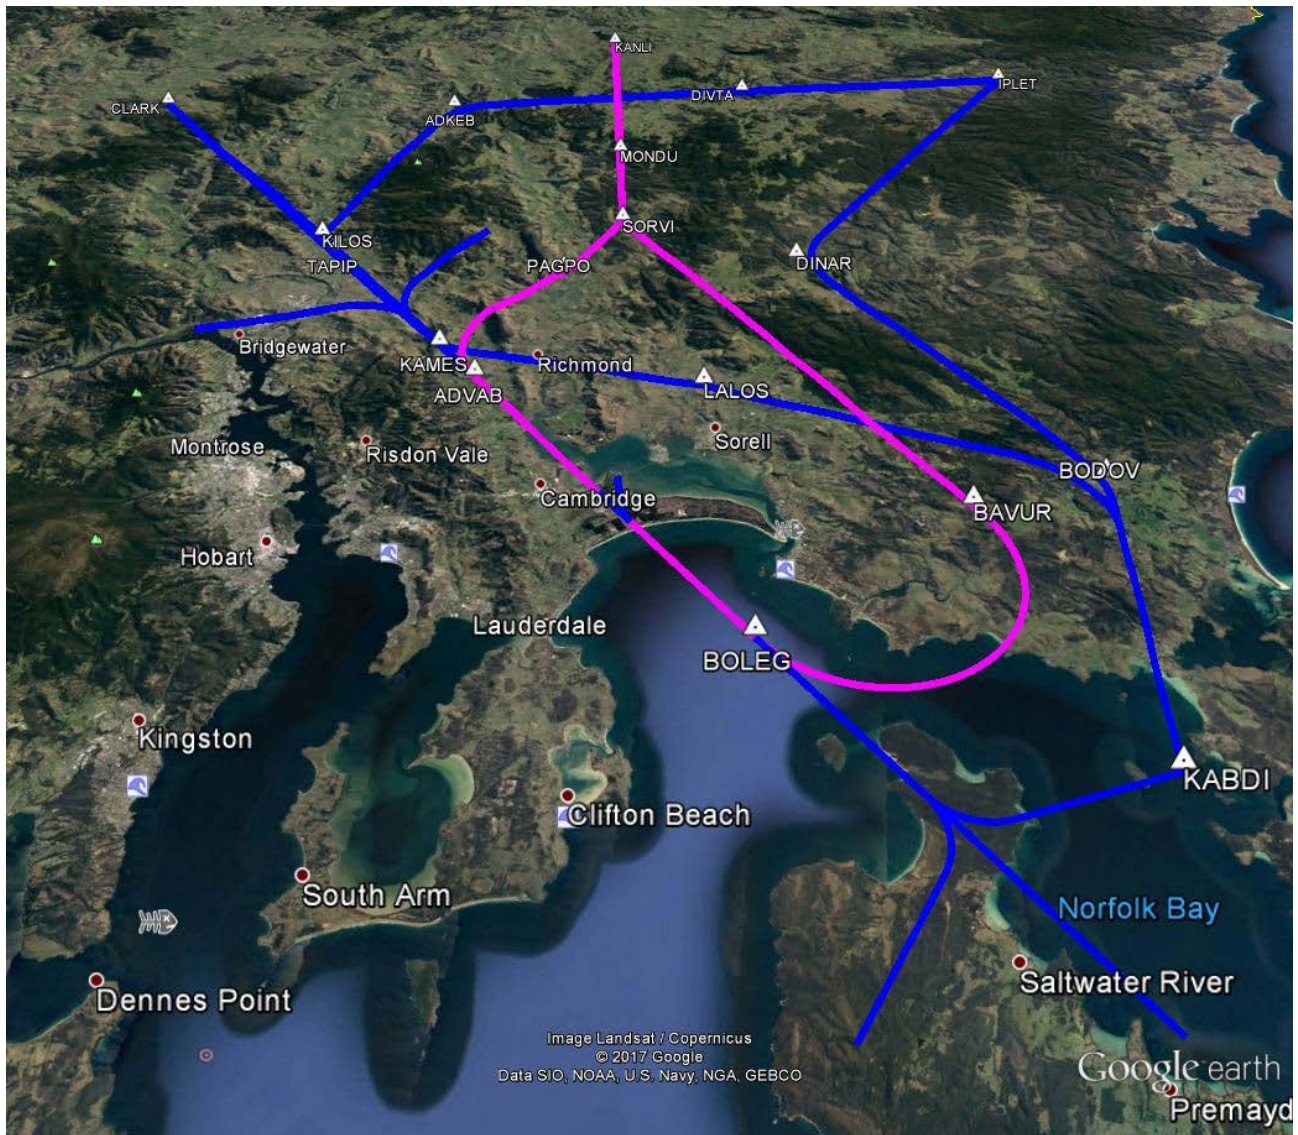 KANLI
CLARK
ADKEB
DIVTA
IPLET
MONDU
KILOS
SORVI
TAPIP
PAGPO
DINAR
Bridgewater
KAMES
Richmond
ADVAB
LALOS
Montrose
Risdon Vale
Sorell
BODOV
Cambridge
BAVUR
Hobart
Lauderdale
BOLEG
Kingston
KABDI
Clifton Beach
South Arm
Norfolk Bay
Saltwater River
Dennes Point
Image Landsat / Copernicus
© 2017 Google
Data SIO, NOAA, U.S. Navy, NGA, GEBCO
Google earth
Premayd